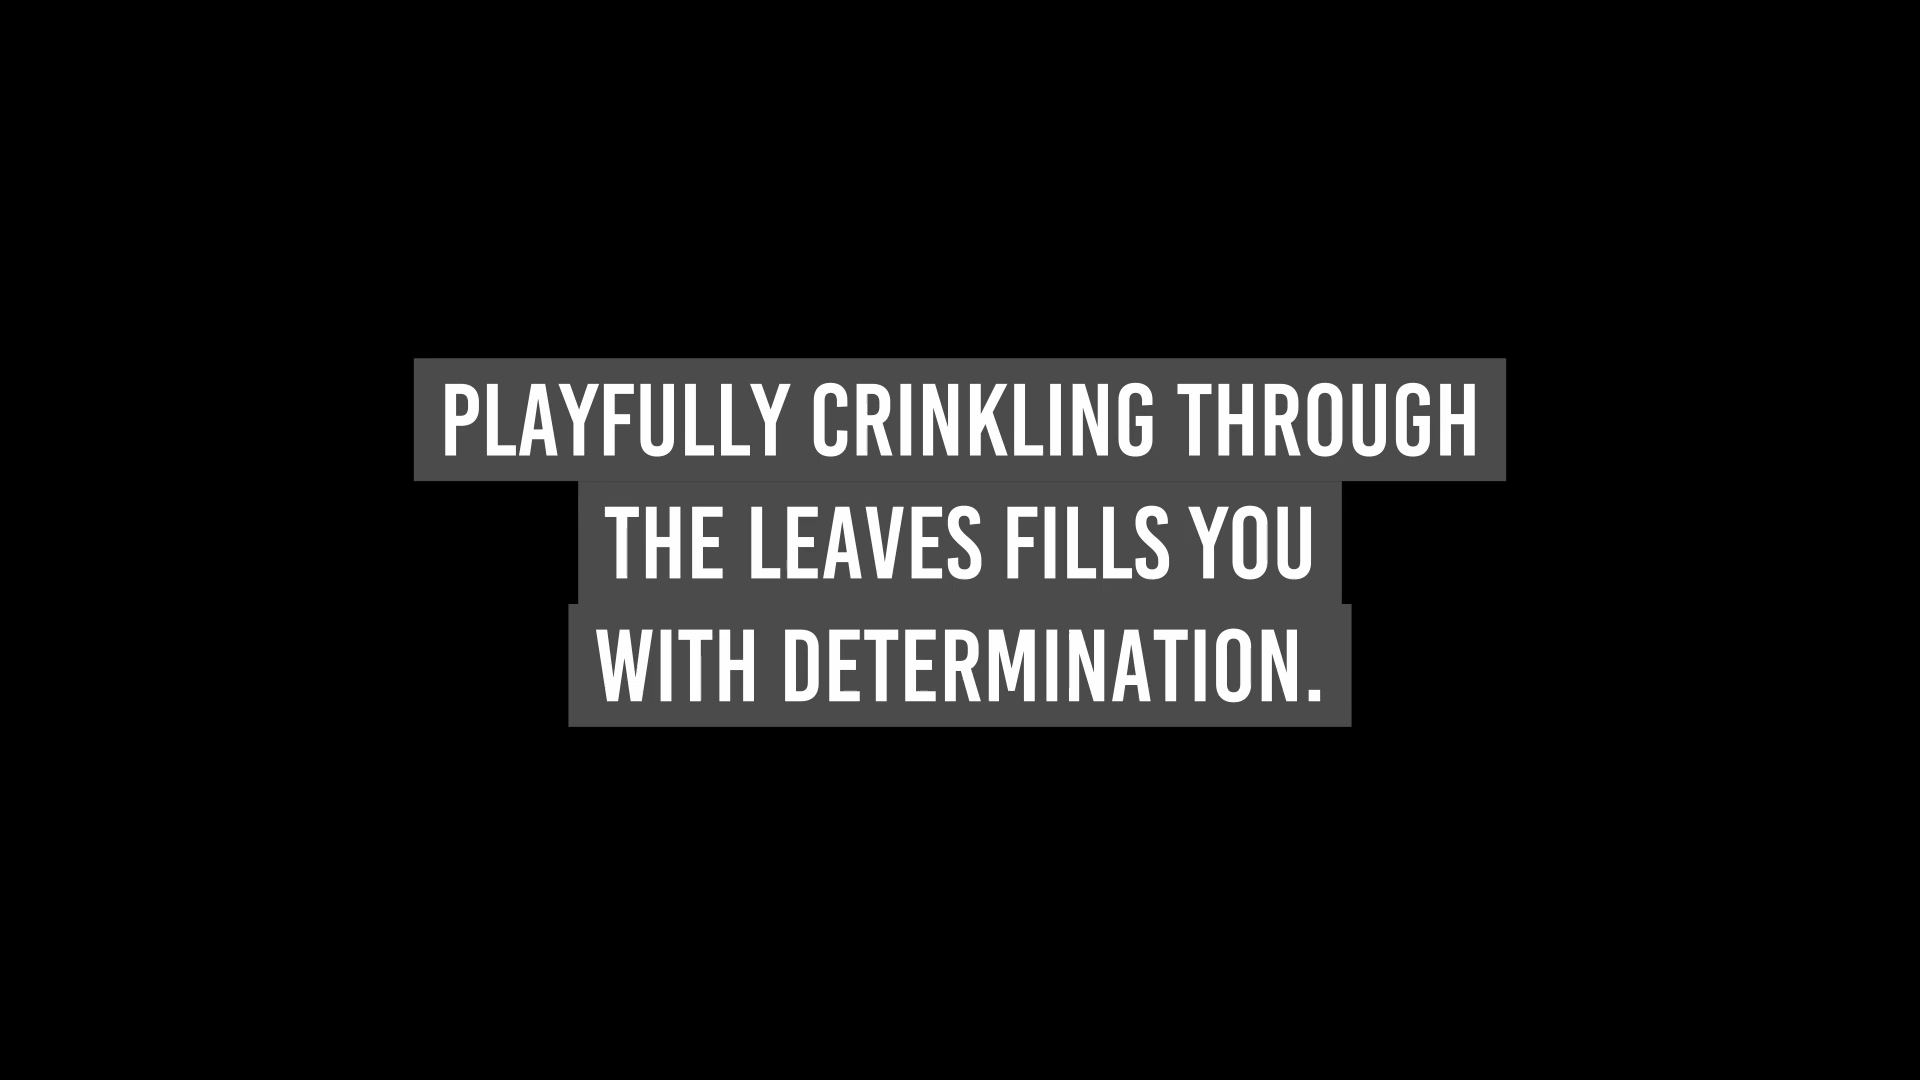 PLAYFULLY CRINKLING THROUGH
THE LEAVES FILLS YOU
WITH DETERMINATION.